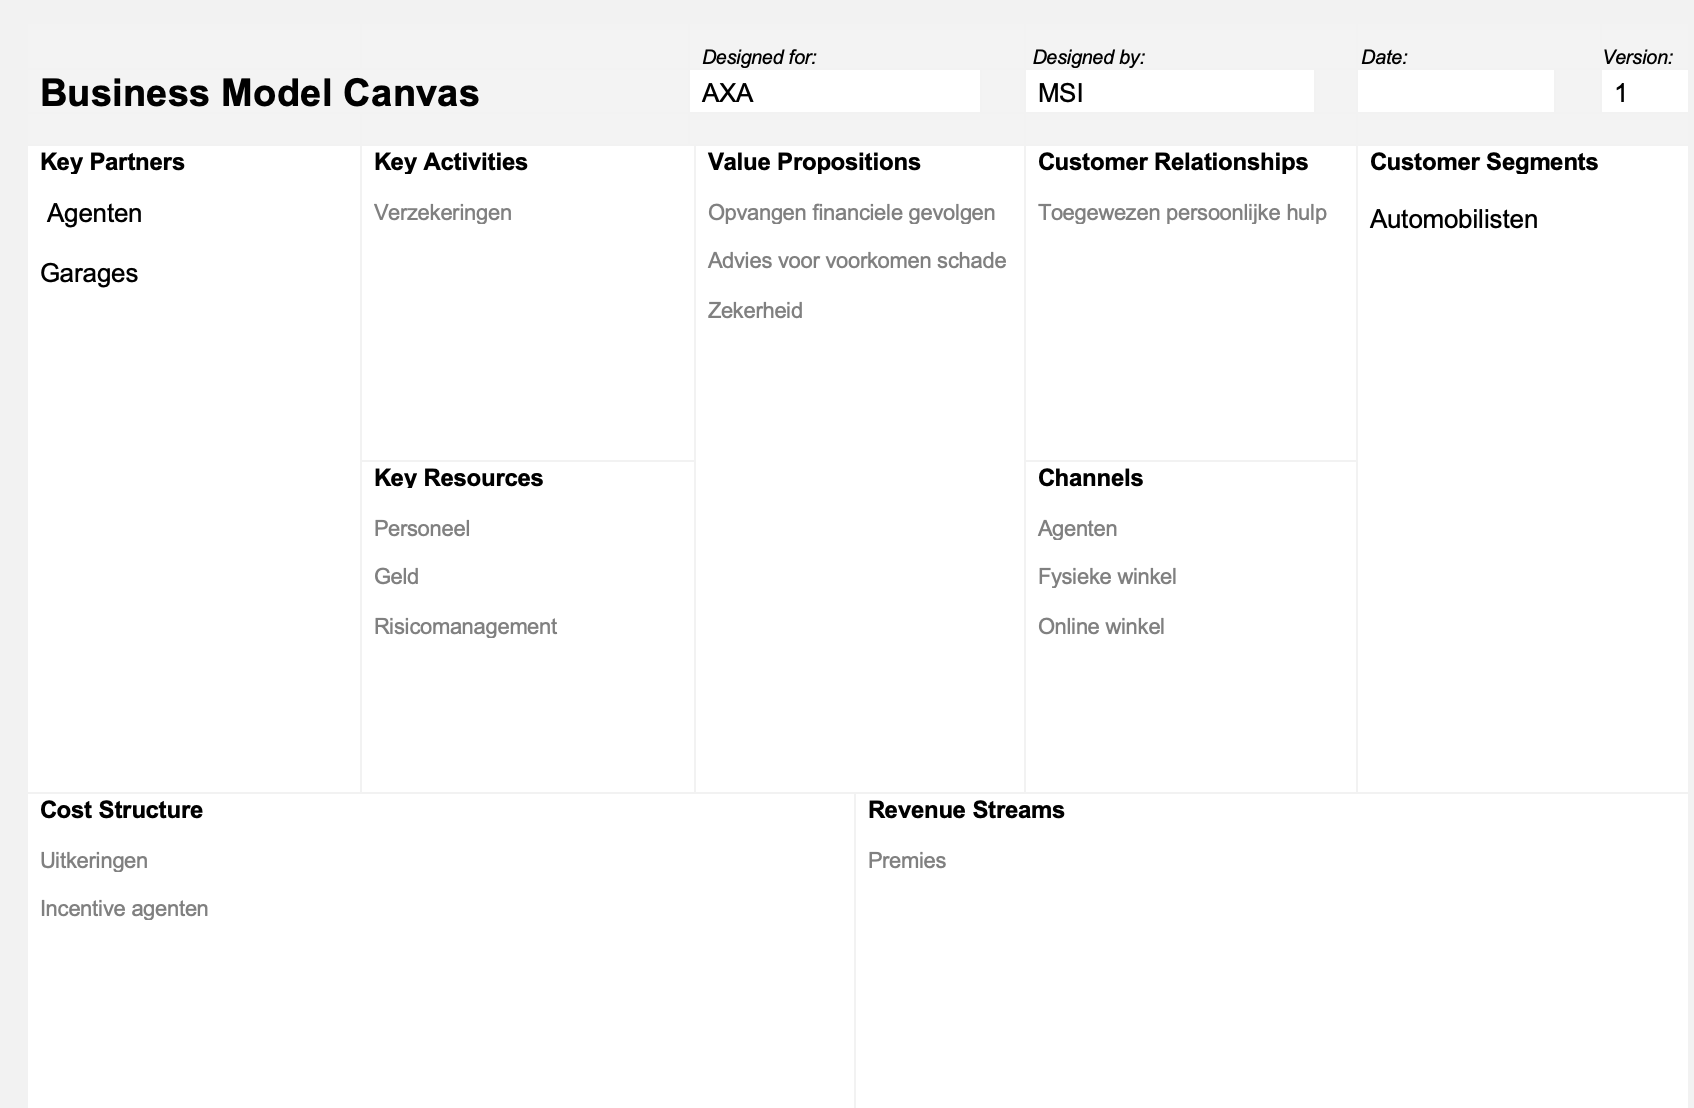 Business Model Canvas
Designed for:
AXA
Designed by:
MSI
Date:
Version:
1
Key Partners
Agenten
Garages
Key Activities
Verzekeringen
Key Resources
Personeel
Geld
Risicomanagement
Value Propositions
Opvangen financiele gevolgen
Advies voor voorkomen schade
Zekerheid
Customer Relationships
Toegewezen persoonlijke hulp
Channels
Agenten
Fysieke winkel
Online winkel
Customer Segments
Automobilisten
Cost Structure
Uitkeringen
Incentive agenten
Revenue Streams
Premies